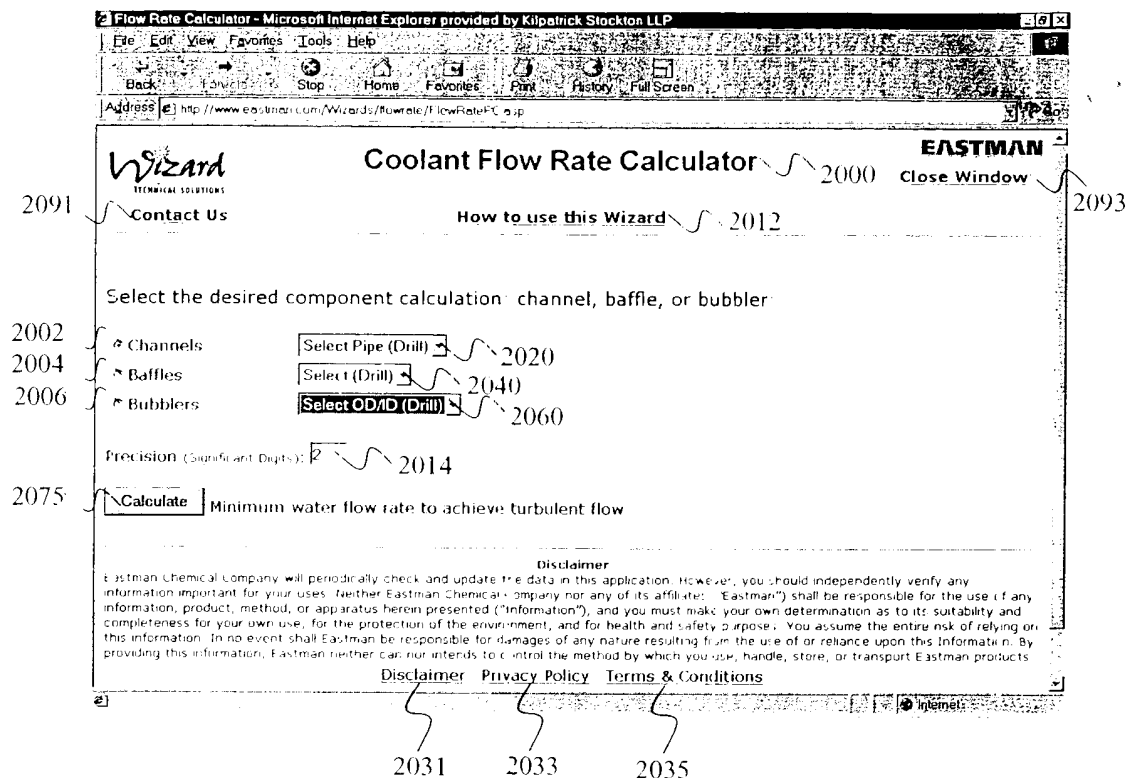 Flow Rate Calculator - Microsoft Internet Explorer provided by Kilpatrick Stockton LLP
File Edit View Favorites Tools Help
Back Stop Home Favorites Print History Full Screen
Address http://www.eastman.com/Wizards/flowrate/FlowRatePC.asp Go
Wizard
TECHNICAL SOLUTIONS
Coolant Flow Rate Calculator 2000
EASTMAN
Close Window 2093
2091 Contact Us
How to use this Wizard 2012
Select the desired component calculation: channel, baffle, or bubbler
2002 Channels Select Pipe (Drill) 2020
2004 Baffles Select (Drill) 2040
2006 Bubblers Select OD/ID (Drill) 2060
Precision (Significant Digits): 2 2014
2075 Calculate Minimum water flow rate to achieve turbulent flow
Disclaimer
Eastman Chemical Company will periodically check and update the data in this application. However, you should independently verify any
information important for your uses. Neither Eastman Chemical Company nor any of its affiliates "Eastman") shall be responsible for the use of any
information, product, method, or apparatus herein presented ("Information"), and you must make your own determination as to its suitability and
completeness for your own use, for the protection of the environment, and for health and safety purposes. You assume the entire risk of relying on
this information. In no event shall Eastman be responsible for damages of any nature resulting from the use of or reliance upon this Information. By
providing this information, Eastman neither can nor intends to control the method by which you use, handle, store, or transport Eastman products
Disclaimer Privacy Policy Terms & Conditions
Internet
2031 2033 2035